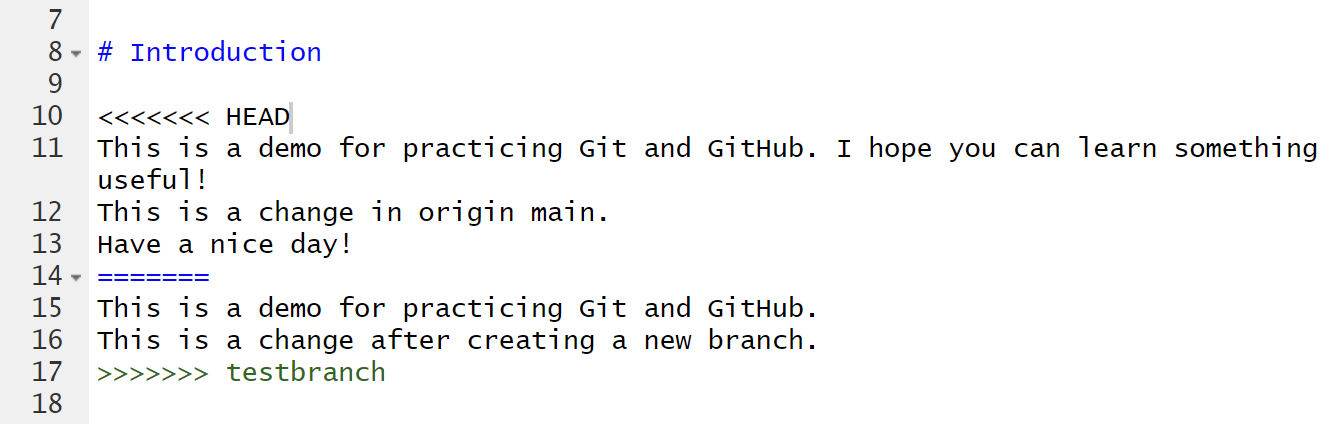 7
8 # Introduction
9
10 <<<<<<< HEAD
11 This is a demo for practicing Git and GitHub. I hope you can learn something
useful!
12 This is a change in origin main.
13 Have a nice day!
14 =======
15 This is a demo for practicing Git and GitHub.
16 This is a change after creating a new branch.
17 >>>>>>> testbranch
18